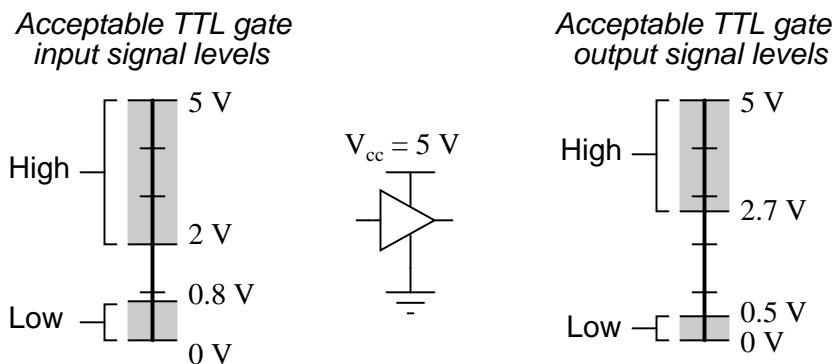 Acceptable TTL gate
input signal levels
High
5 V
2 V
Low
0.8 V
0 V
V_cc = 5 V
Acceptable TTL gate
output signal levels
High
5 V
2.7 V
Low
0.5 V
0 V